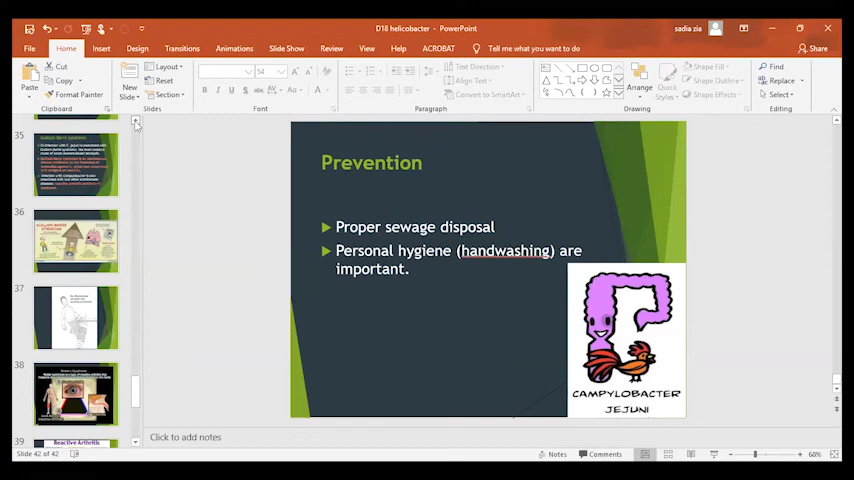 D18 helicobacter - PowerPoint
sadia zia
File Home Insert Design Transitions Animations Slide Show Review View Help ACROBAT Tell me what you want to do Share
Paste
Cut
Copy
Format Painter
Clipboard
New
Slide
Layout
Reset
Section
Slides
54
B I U S abc
Font
Text Direction
Align Text
Convert to SmartArt
Paragraph
Arrange
Quick
Styles
Shape Fill
Shape Outline
Shape Effects
Drawing
Find
Replace
Select
Editing
35
36
37
38
Reiter's Syndrome
39
Reactive Arthritis
Prevention
Proper sewage disposal
Personal hygiene (handwashing) are
important.
CAMPYLOBACTER
JEJUNI
Click to add notes
Slide 42 of 42
Notes
Comments
68%